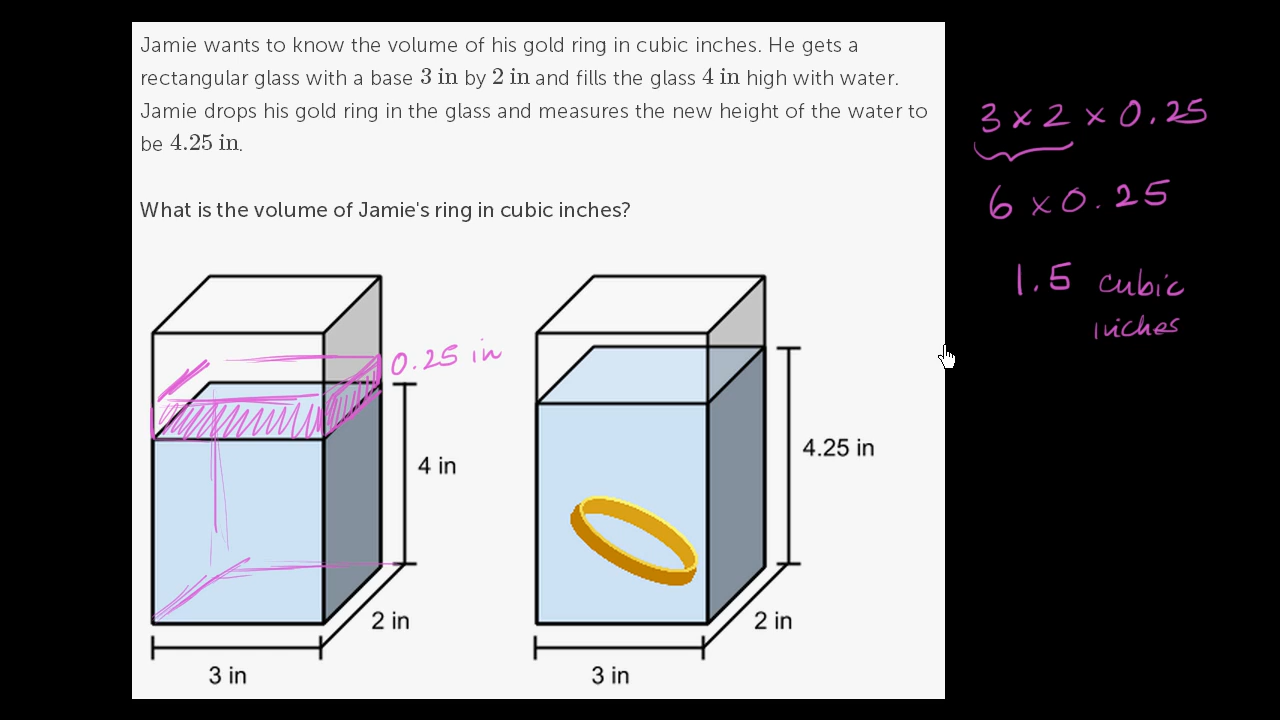 Jamie wants to know the volume of his gold ring in cubic inches. He gets a
rectangular glass with a base 3 in by 2 in and fills the glass 4 in high with water.
Jamie drops his gold ring in the glass and measures the new height of the water to
be 4.25 in.
What is the volume of Jamie's ring in cubic inches?
3 x 2 x 0.25
6 x 0.25
1.5 cubic
inches
0.25 in
4 in
2 in
3 in
4.25 in
2 in
3 in